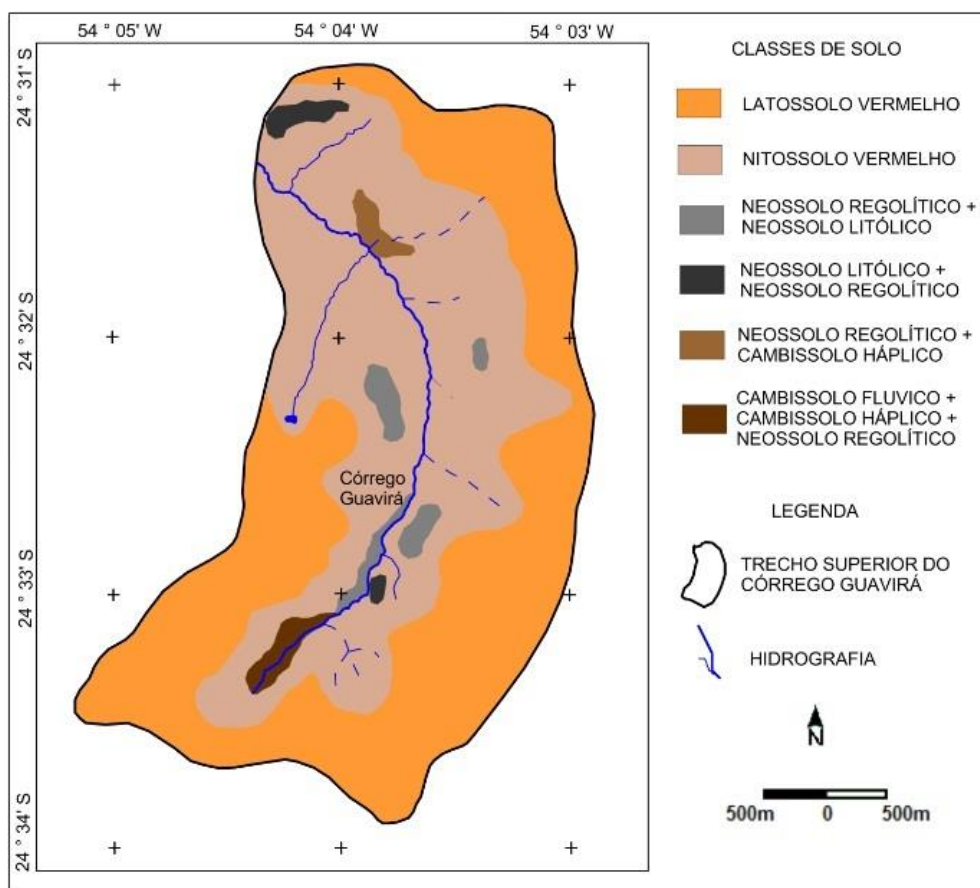 54 ° 05' W
54 ° 04' W
54 ° 03' W
24 ° 31' S
24 ° 32' S
24 ° 33' S
24 ° 34' S
Córrego
Guavirá
CLASSES DE SOLO
LATOSSOLO VERMELHO
NITOSSOLO VERMELHO
NEOSSOLO REGOLÍTICO +
NEOSSOLO LITÓLICO
NEOSSOLO LITÓLICO +
NEOSSOLO REGOLÍTICO
NEOSSOLO REGOLÍTICO +
CAMBISSOLO HÁPLICO
CAMBISSOLO FLUVICO +
CAMBISSOLO HÁPLICO +
NEOSSOLO REGOLÍTICO
LEGENDA
TRECHO SUPERIOR DO
CÓRREGO GUAVIRÁ
HIDROGRAFIA
N
500m 0 500m